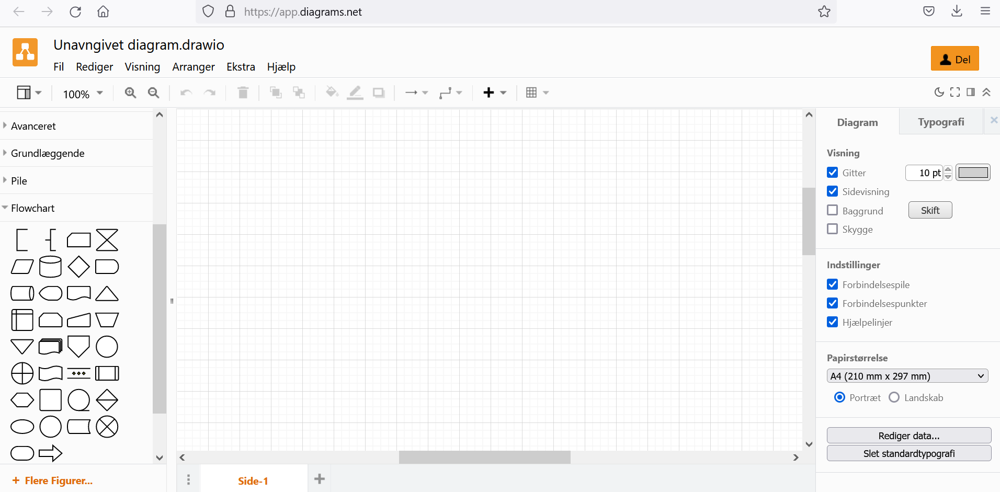 https://app.diagrams.net
Unavngivet diagram.drawio
Fil Rediger Visning Arranger Ekstra Hjælp
Del
100%
Avanceret
Grundlæggende
Pile
Flowchart
+ Flere Figurer...
Side-1
Diagram Typografi
Visning
Gitter 10 pt
Sidevisning
Baggrund Skift
Skygge
Indstillinger
Forbindelsespile
Forbindelsespunkter
Hjælpelinjer
Papirstørrelse
A4 (210 mm x 297 mm)
Portræt Landskab
Rediger data...
Slet standardtypografi